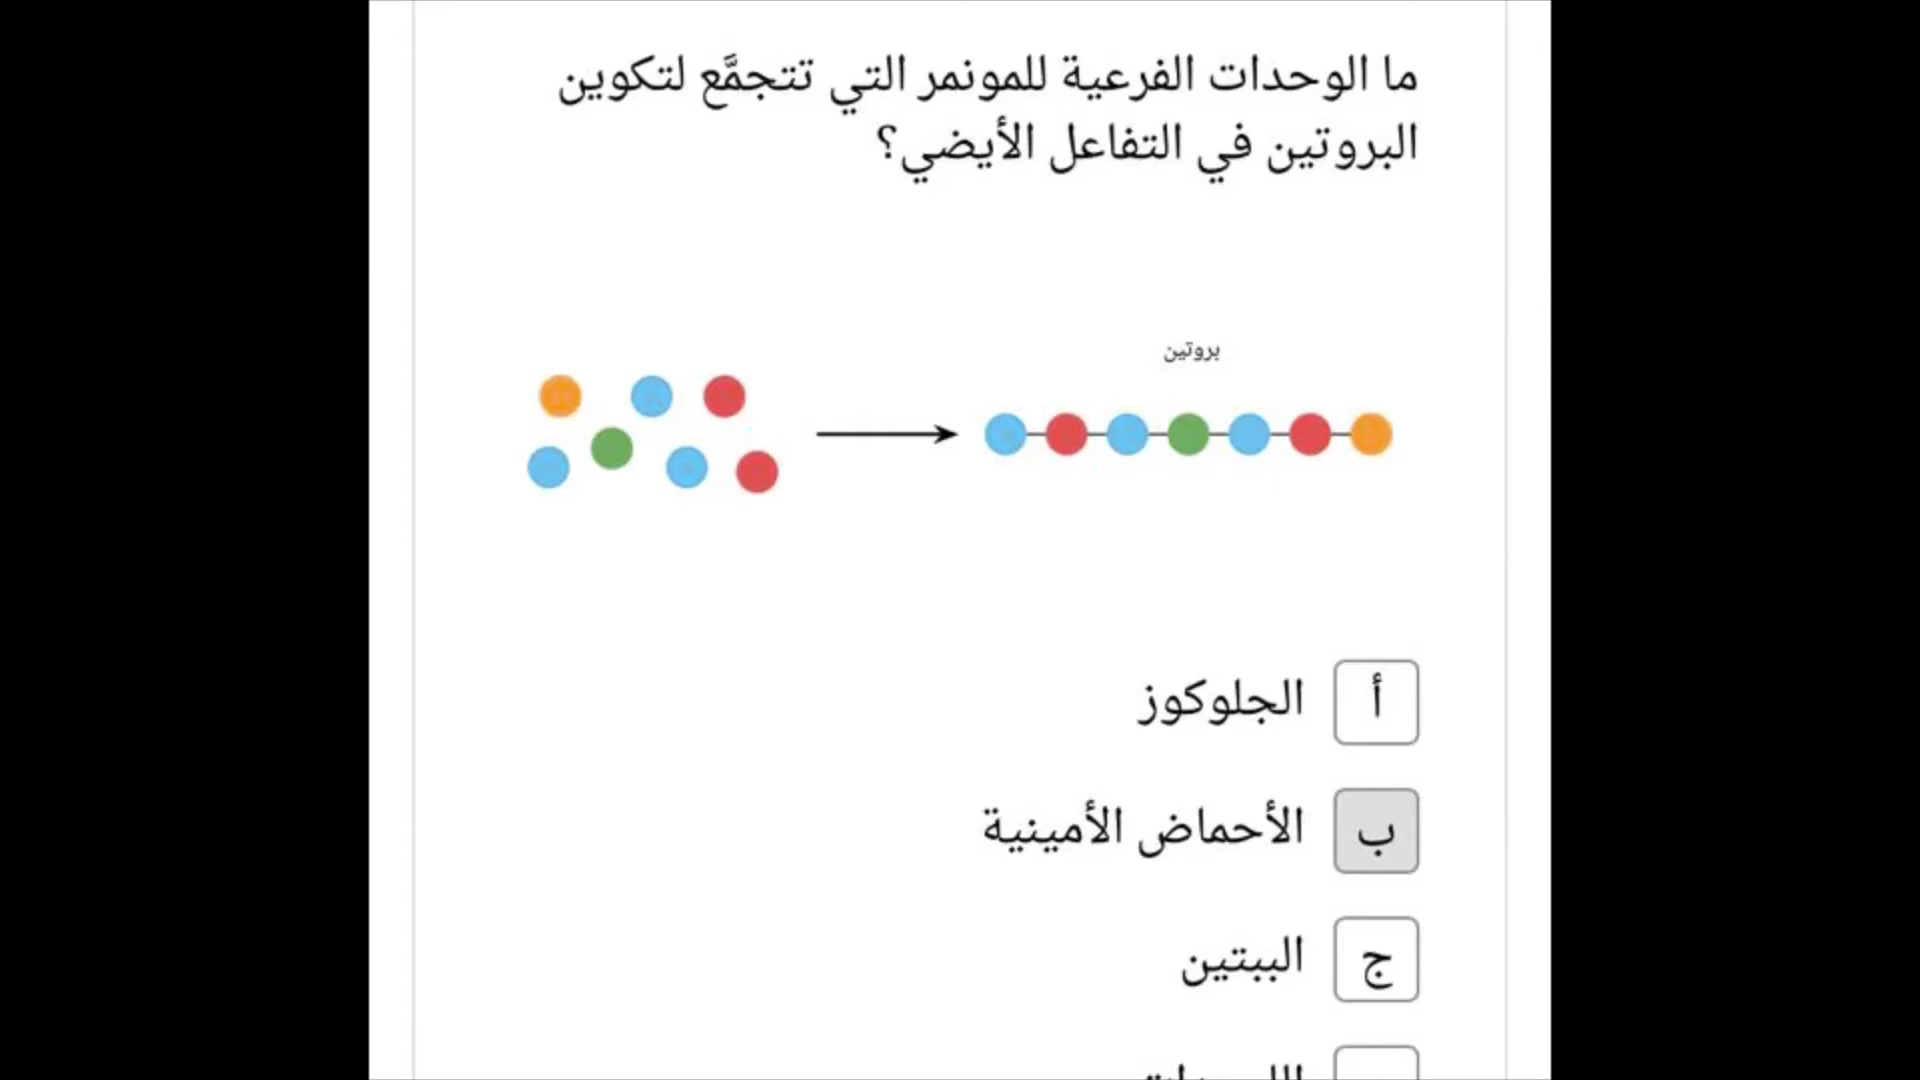 ما الوحدات الفرعية للمونمر التي تتجمَّع لتكوين
البروتين في التفاعل الأيضي؟
بروتين
أ الجلوكوز
ب الأحماض الأمينية
ج الببتين